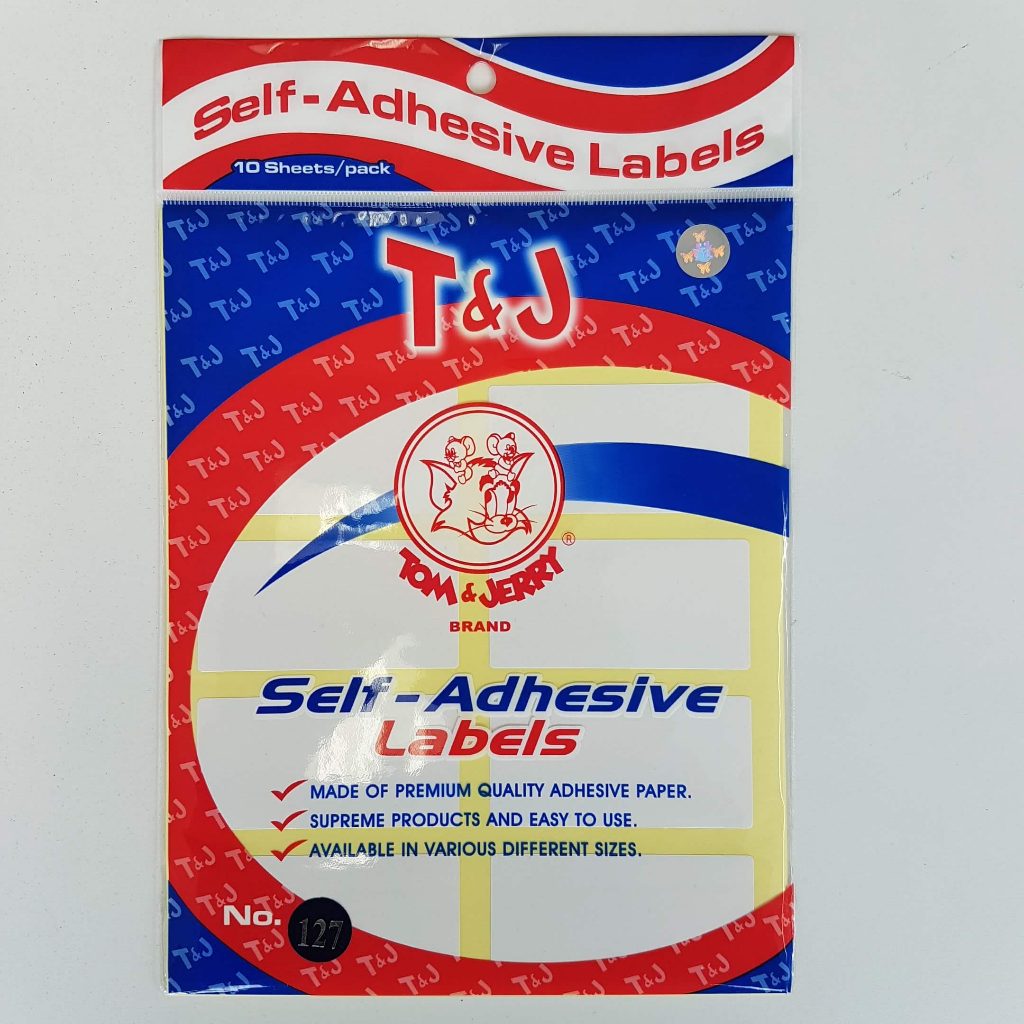 Self-Adhesive Labels
10 Sheets/pack
T&J
TOM & JERRY ®
BRAND
Self-Adhesive
Labels
MADE OF PREMIUM QUALITY ADHESIVE PAPER.
SUPREME PRODUCTS AND EASY TO USE.
AVAILABLE IN VARIOUS DIFFERENT SIZES.
No. 127